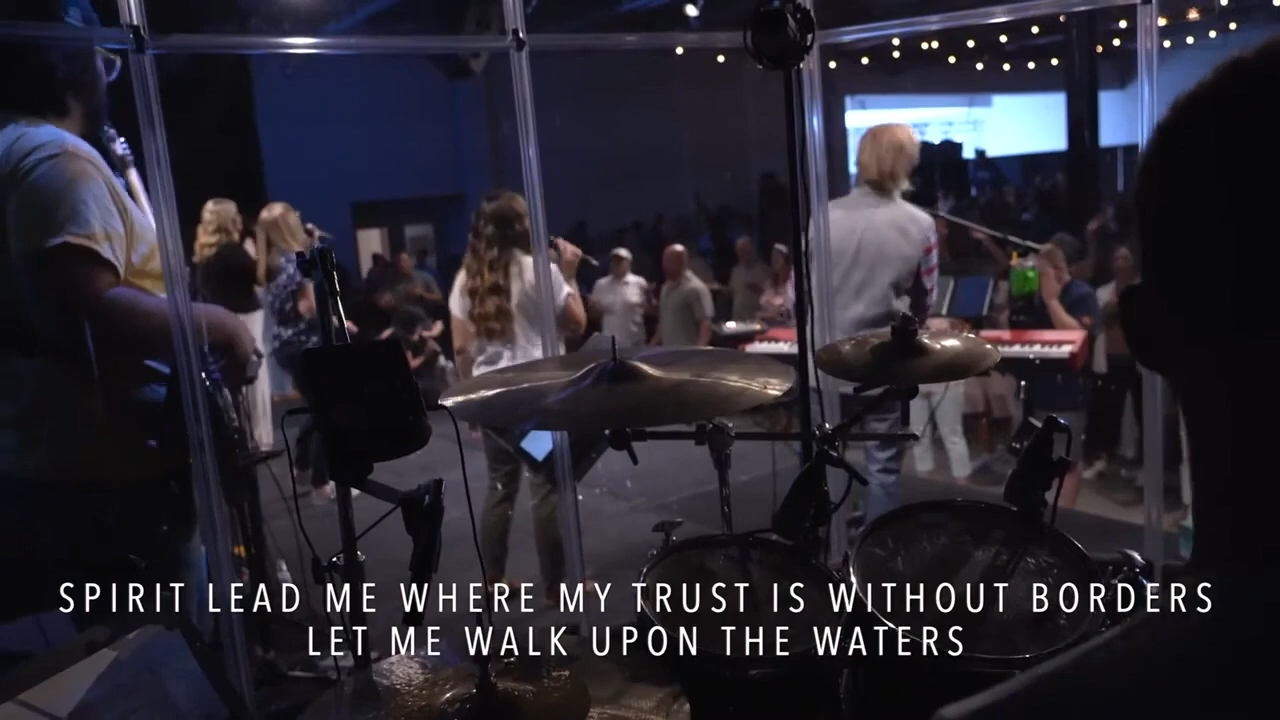 SPIRIT LEAD ME WHERE MY TRUST IS WITHOUT BORDERS
LET ME WALK UPON THE WATERS